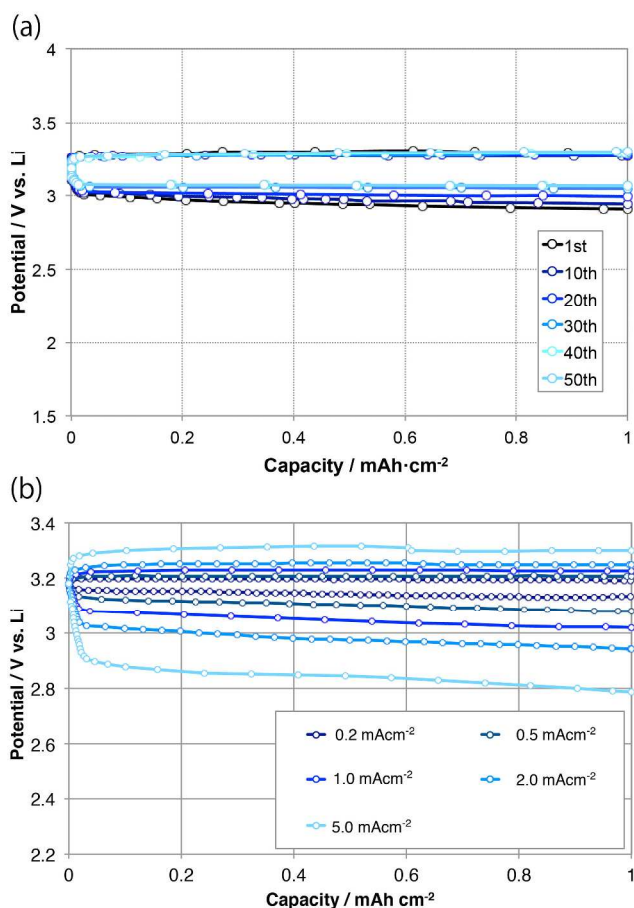 (a)
4
3.5
3
2.5
2
1.5
Potential / V vs. Li
0
0.2
0.4
0.6
0.8
1
Capacity / mAh·cm-2
1st
10th
20th
30th
40th
50th
(b)
3.4
3.2
3
2.8
2.6
2.4
2.2
Potential / V vs. Li
0
0.2
0.4
0.6
0.8
1
Capacity / mAh cm-2
0.2 mAcm-2 0.5 mAcm-2
1.0 mAcm-2 2.0 mAcm-2
5.0 mAcm-2